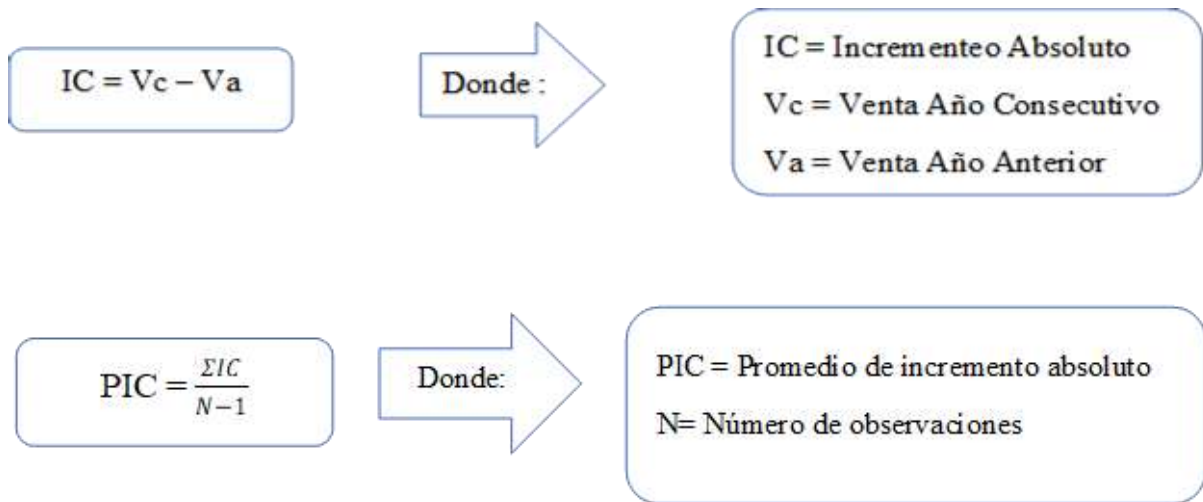 IC = Vc – Va
Donde :
IC = Incrementeo Absoluto
Vc = Venta Año Consecutivo
Va = Venta Año Anterior
PIC = ΣIC / N−1
Donde:
PIC = Promedio de incremento absoluto
N= Número de observaciones